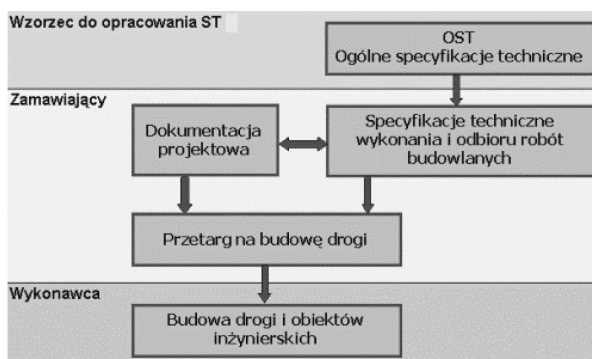 Wzorzec do opracowania ST
OST
Ogólne specyfikacje techniczne
Zamawiający
Dokumentacja
projektowa
Specyfikacje techniczne
wykonania i odbioru robót
budowlanych
Przetarg na budowę drogi
Wykonawca
Budowa drogi i obiektów
inżynierskich